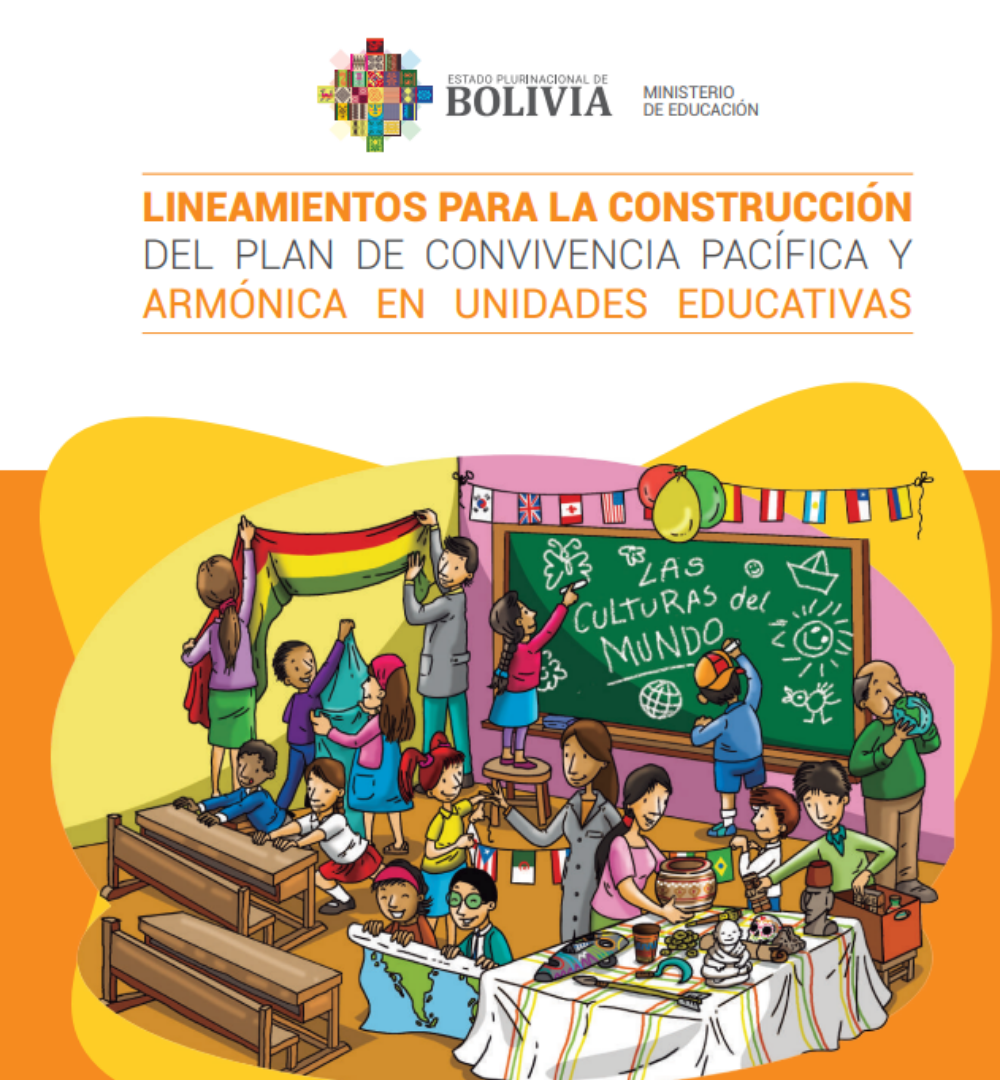 ESTADO PLURINACIONAL DE
BOLIVIA
MINISTERIO
DE EDUCACIÓN
LINEAMIENTOS PARA LA CONSTRUCCIÓN
DEL PLAN DE CONVIVENCIA PACÍFICA Y
ARMÓNICA EN UNIDADES EDUCATIVAS
LAS
CULTURAS del
MUNDO